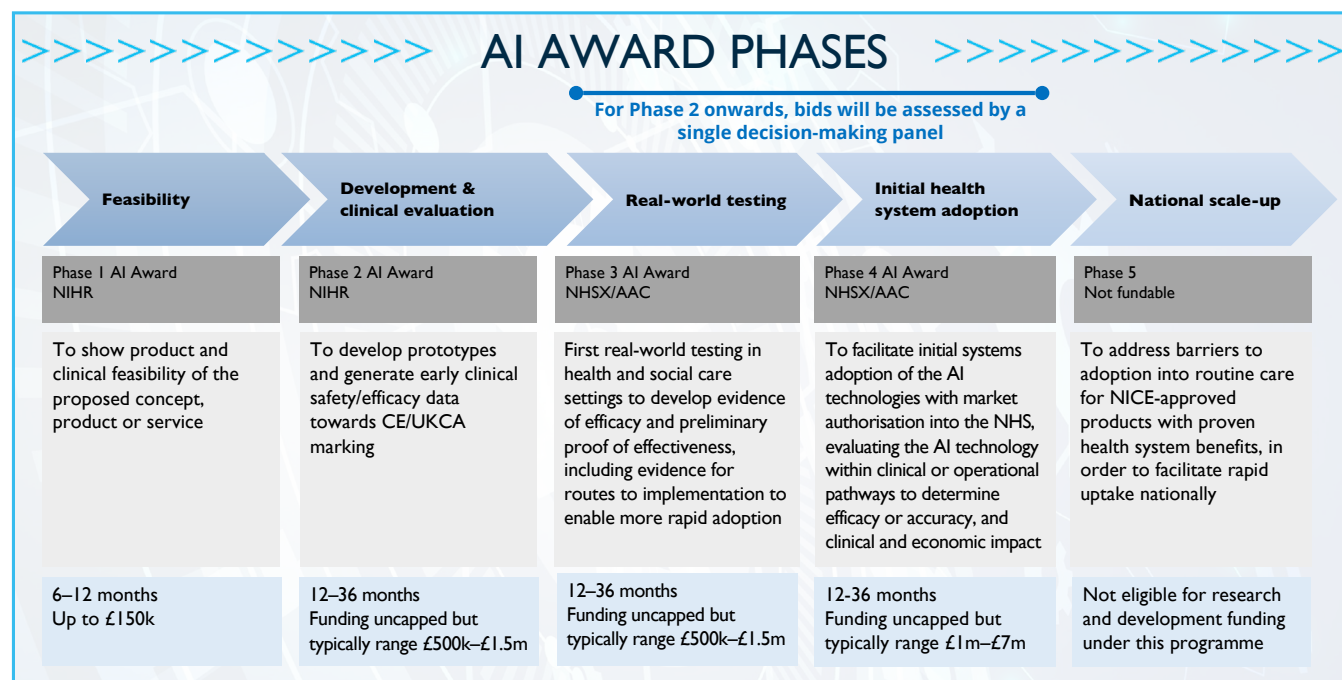 AI AWARD PHASES
For Phase 2 onwards, bids will be assessed by a
single decision-making panel
Feasibility
Development &
clinical evaluation
Real-world testing
Initial health
system adoption
National scale-up
Phase 1 AI Award
NIHR
Phase 2 AI Award
NIHR
Phase 3 AI Award
NHSX/AAC
Phase 4 AI Award
NHSX/AAC
Phase 5
Not fundable
To show product and
clinical feasibility of the
proposed concept,
product or service
To develop prototypes
and generate early clinical
safety/efficacy data
towards CE/UKCA
marking
First real-world testing in
health and social care
settings to develop evidence
of efficacy and preliminary
proof of effectiveness,
including evidence for
routes to implementation to
enable more rapid adoption
To facilitate initial systems
adoption of the AI
technologies with market
authorisation into the NHS,
evaluating the AI technology
within clinical or operational
pathways to determine
efficacy or accuracy, and
clinical and economic impact
To address barriers to
adoption into routine care
for NICE-approved
products with proven
health system benefits, in
order to facilitate rapid
uptake nationally
6–12 months
Up to £150k
12–36 months
Funding uncapped but
typically range £500k–£1.5m
12–36 months
Funding uncapped but
typically range £500k–£1.5m
12-36 months
Funding uncapped but
typically range £1m–£7m
Not eligible for research
and development funding
under this programme